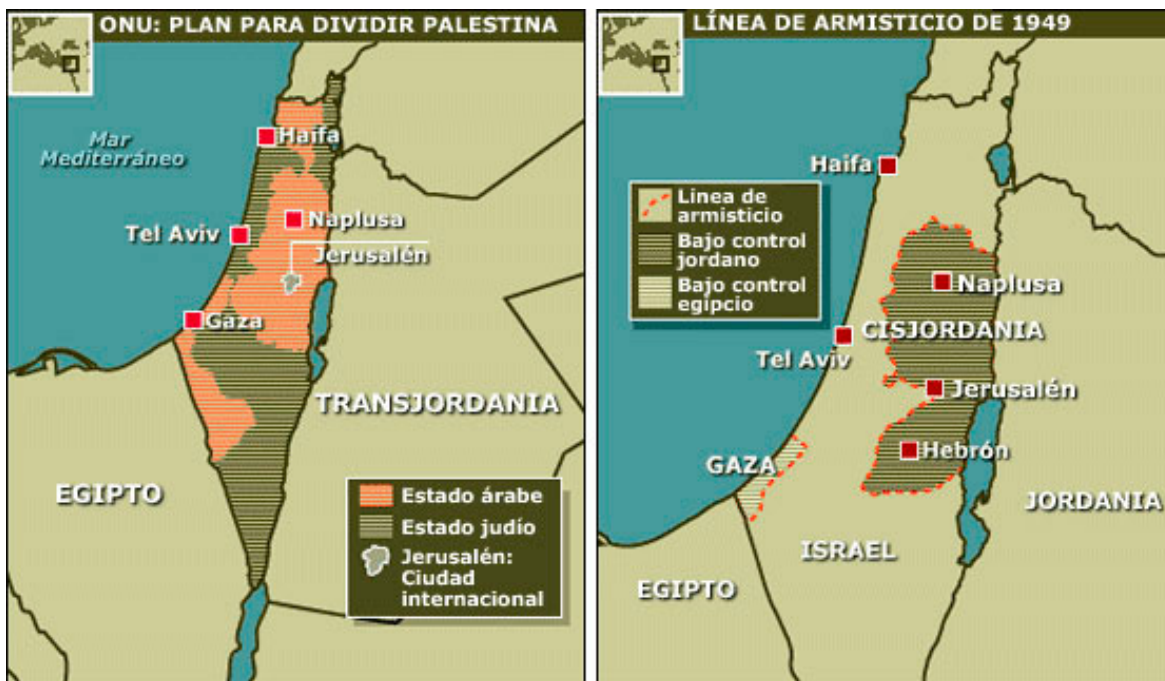 ONU: PLAN PARA DIVIDIR PALESTINA
Mar
Mediterráneo
Haifa
Naplusa
Tel Aviv
Jerusalén
Gaza
TRANSJORDANIA
EGIPTO
Estado árabe
Estado judío
Jerusalén:
Ciudad
internacional
LÍNEA DE ARMISTICIO DE 1949
Haifa
Linea de
armisticio
Bajo control
jordano
Bajo control
egipcio
Naplusa
CISJORDANIA
Tel Aviv
Jerusalén
Hebrón
GAZA
JORDANIA
ISRAEL
EGIPTO